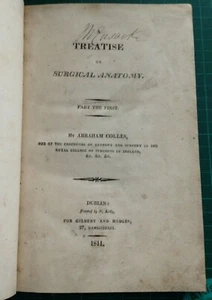 A
TREATISE
ON
SURGICAL ANATOMY.
PART THE FIRST.
BY ABRAHAM COLLES,
ONE OF THE PROFESSORS OF ANATOMY AND SURGERY IN THE
ROYAL COLLEGE OF SURGEONS IN IRELAND,
&c. &c. &c.
DUBLIN:
Printed by
FOR GILBERT AND HODGES,
27, DAME-STREET.
1811.